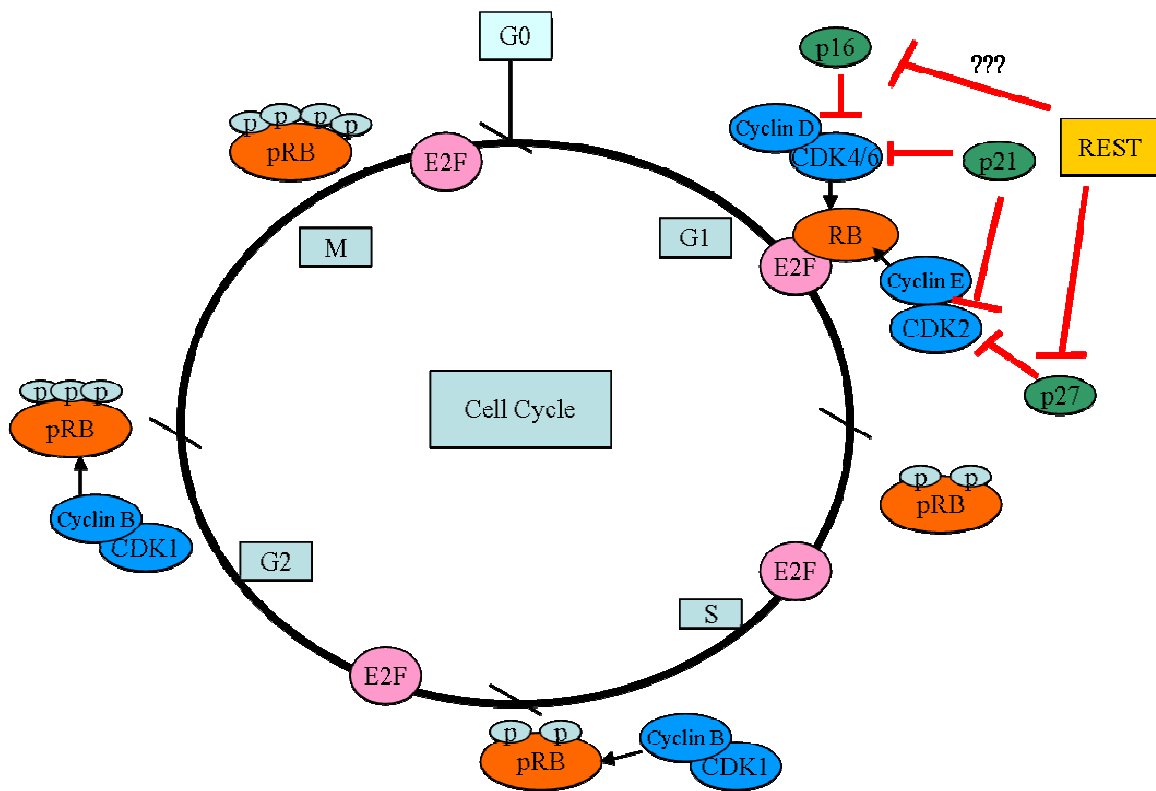 G0
p16
???
p p p p
pRB
E2F
Cyclin D
CDK4/6
p21
REST
M
G1
RB
E2F
Cyclin E
CDK2
p27
Cell Cycle
p p p
pRB
Cyclin B
CDK1
p p
pRB
G2
E2F
S
E2F
p p
pRB
Cyclin B
CDK1